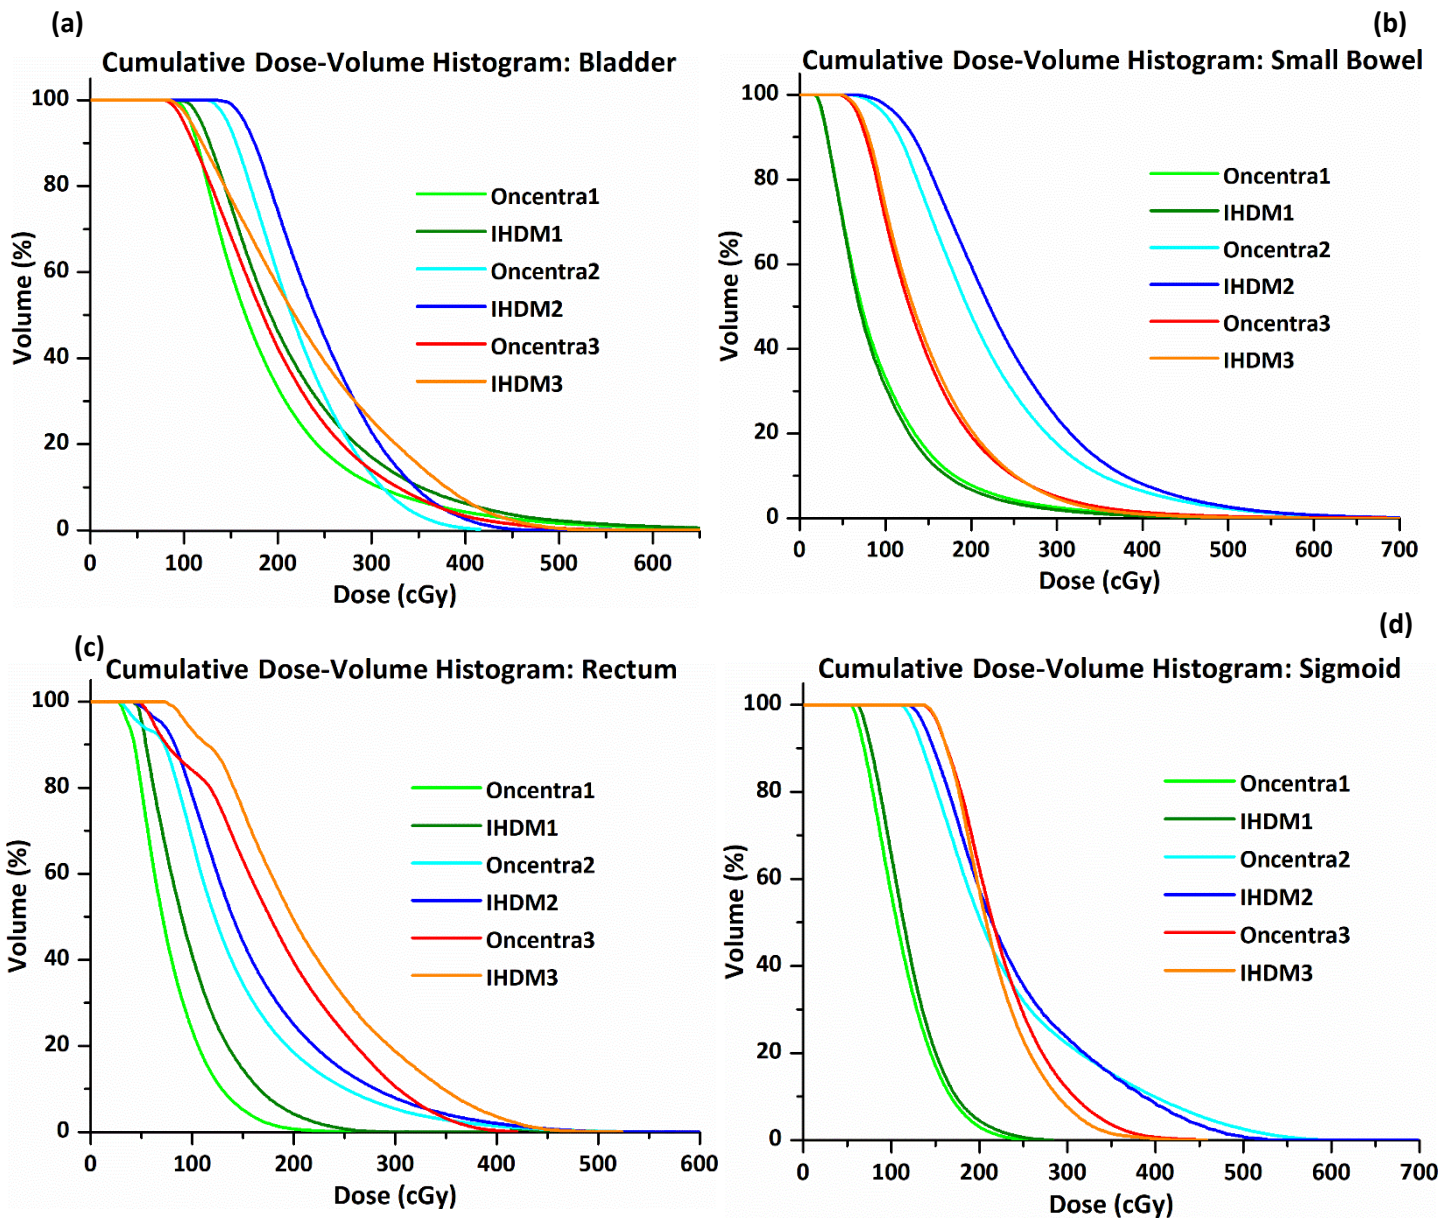 (a)
Cumulative Dose-Volume Histogram: Bladder
Volume (%)
100
80
60
40
20
0
Oncentra1
IHDM1
Oncentra2
IHDM2
Oncentra3
IHDM3
0 100 200 300 400 500 600
Dose (cGy)
(b)
Cumulative Dose-Volume Histogram: Small Bowel
Volume (%)
100
80
60
40
20
0
Oncentra1
IHDM1
Oncentra2
IHDM2
Oncentra3
IHDM3
0 100 200 300 400 500 600 700
Dose (cGy)
(c)
Cumulative Dose-Volume Histogram: Rectum
Volume (%)
100
80
60
40
20
0
Oncentra1
IHDM1
Oncentra2
IHDM2
Oncentra3
IHDM3
0 100 200 300 400 500 600
Dose (cGy)
(d)
Cumulative Dose-Volume Histogram: Sigmoid
Volume (%)
100
80
60
40
20
0
Oncentra1
IHDM1
Oncentra2
IHDM2
Oncentra3
IHDM3
0 100 200 300 400 500 600 700
Dose (cGy)